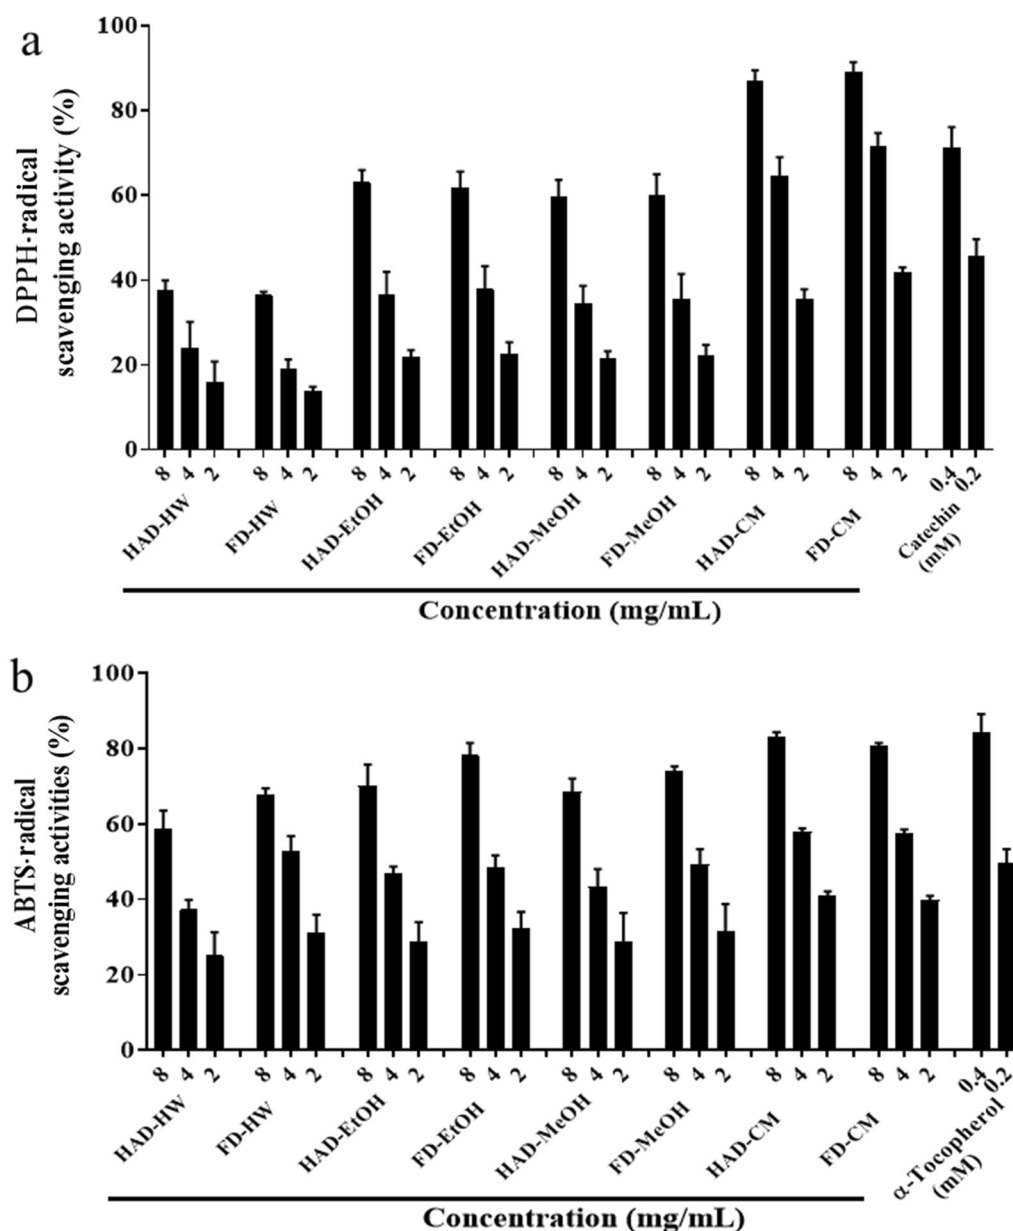 a
DPPH·radical
scavenging activity (%)
100
80
60
40
20
0
8 4 2 8 4 2 8 4 2 8 4 2 8 4 2 8 4 2 8 4 2 8 4 2 0.4 0.2
HAD-HW FD-HW HAD-EtOH FD-EtOH HAD-MeOH FD-MeOH HAD-CM FD-CM Catechin
(mM)
Concentration (mg/mL)
b
ABTS·radical
scavenging activities (%)
100
80
60
40
20
0
8 4 2 8 4 2 8 4 2 8 4 2 8 4 2 8 4 2 8 4 2 8 4 2 0.4 0.2
HAD-HW FD-HW HAD-EtOH FD-EtOH HAD-MeOH FD-MeOH HAD-CM FD-CM α-Tocopherol
(mM)
Concentration (mg/mL)